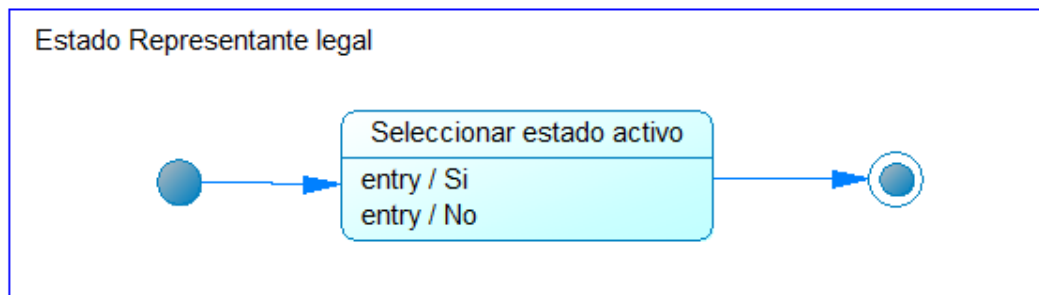 Estado Representante legal
Seleccionar estado activo
entry / Si
entry / No